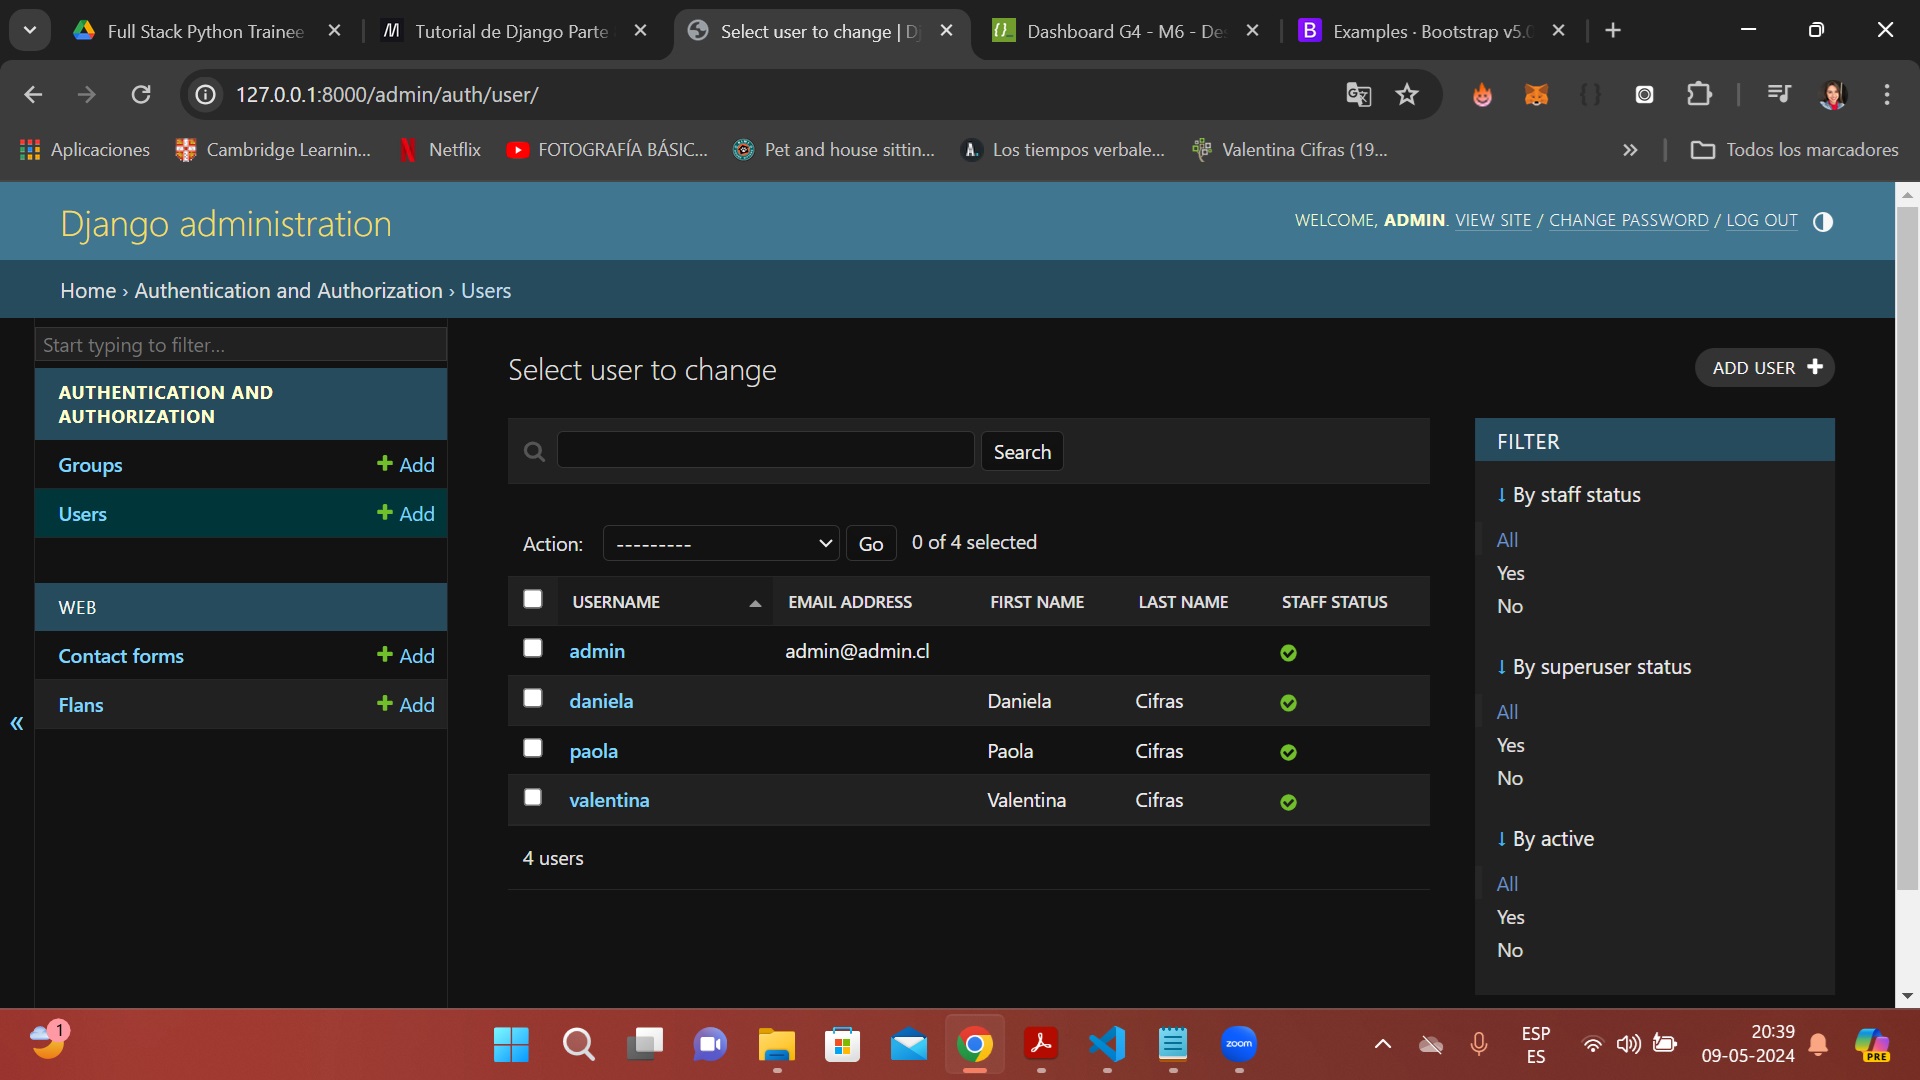 Full Stack Python Trainee
Tutorial de Django Parte
Select user to change | Dj
Dashboard G4 - M6 - De
Examples · Bootstrap v5.0
127.0.0.1:8000/admin/auth/user/
Aplicaciones
Cambridge Learnin...
Netflix
FOTOGRAFÍA BÁSIC...
Pet and house sittin...
Los tiempos verbale...
Valentina Cifras (19...
»
Todos los marcadores
Django administration
WELCOME, ADMIN. VIEW SITE / CHANGE PASSWORD / LOG OUT
Home › Authentication and Authorization › Users
Start typing to filter...
AUTHENTICATION AND
AUTHORIZATION
Groups + Add
Users + Add
WEB
Contact forms + Add
Flans + Add
«
Select user to change
ADD USER +
Search
Action: --------- Go 0 of 4 selected
USERNAME EMAIL ADDRESS FIRST NAME LAST NAME STAFF STATUS
admin admin@admin.cl
daniela Daniela Cifras
paola Paola Cifras
valentina Valentina Cifras
4 users
FILTER
↓ By staff status
All
Yes
No
↓ By superuser status
All
Yes
No
↓ By active
All
Yes
No
1
zoom
ESP
ES
20:39
09-05-2024
PRE